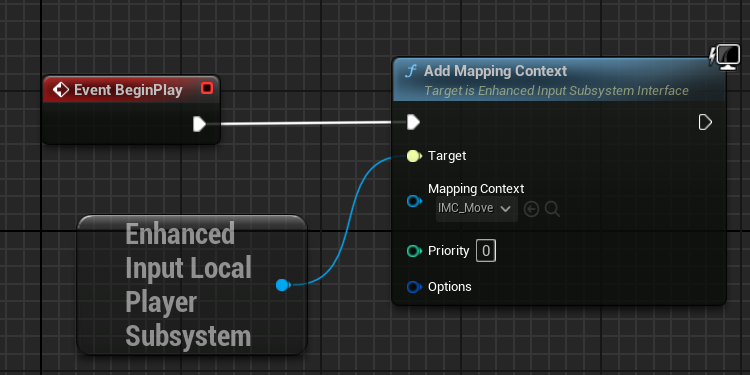 Event BeginPlay
f Add Mapping Context
Target is Enhanced Input Subsystem Interface
Target
Mapping Context
IMC_Move
Priority 0
Options
Enhanced
Input Local
Player
Subsystem